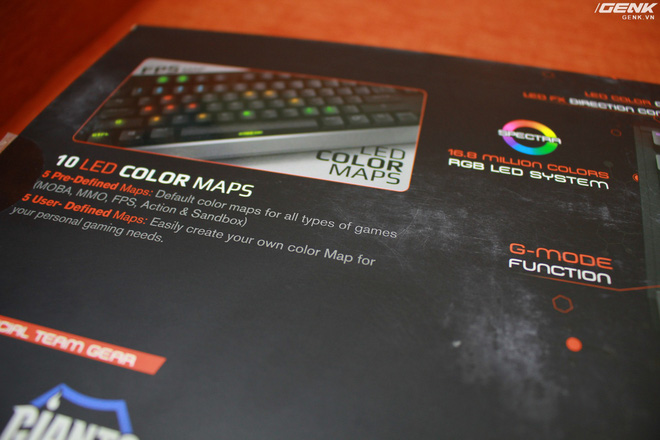 GENK
GENK.VN
FPS
LED
COLOR
MAPS
10 LED COLOR MAPS
5 Pre-Defined Maps: Default color maps for all types of games
(MOBA, MMO, FPS, Action & Sandbox)
5 User- Defined Maps: Easily create your own color Map for
your personal gaming needs.
LED COLOR
LED FX DIRECTION
SPECTRA
16.8 MILLION COLORS
RGB LED SYSTEM
G-MODE
FUNCTION
TEAM GEAR
GIANTS